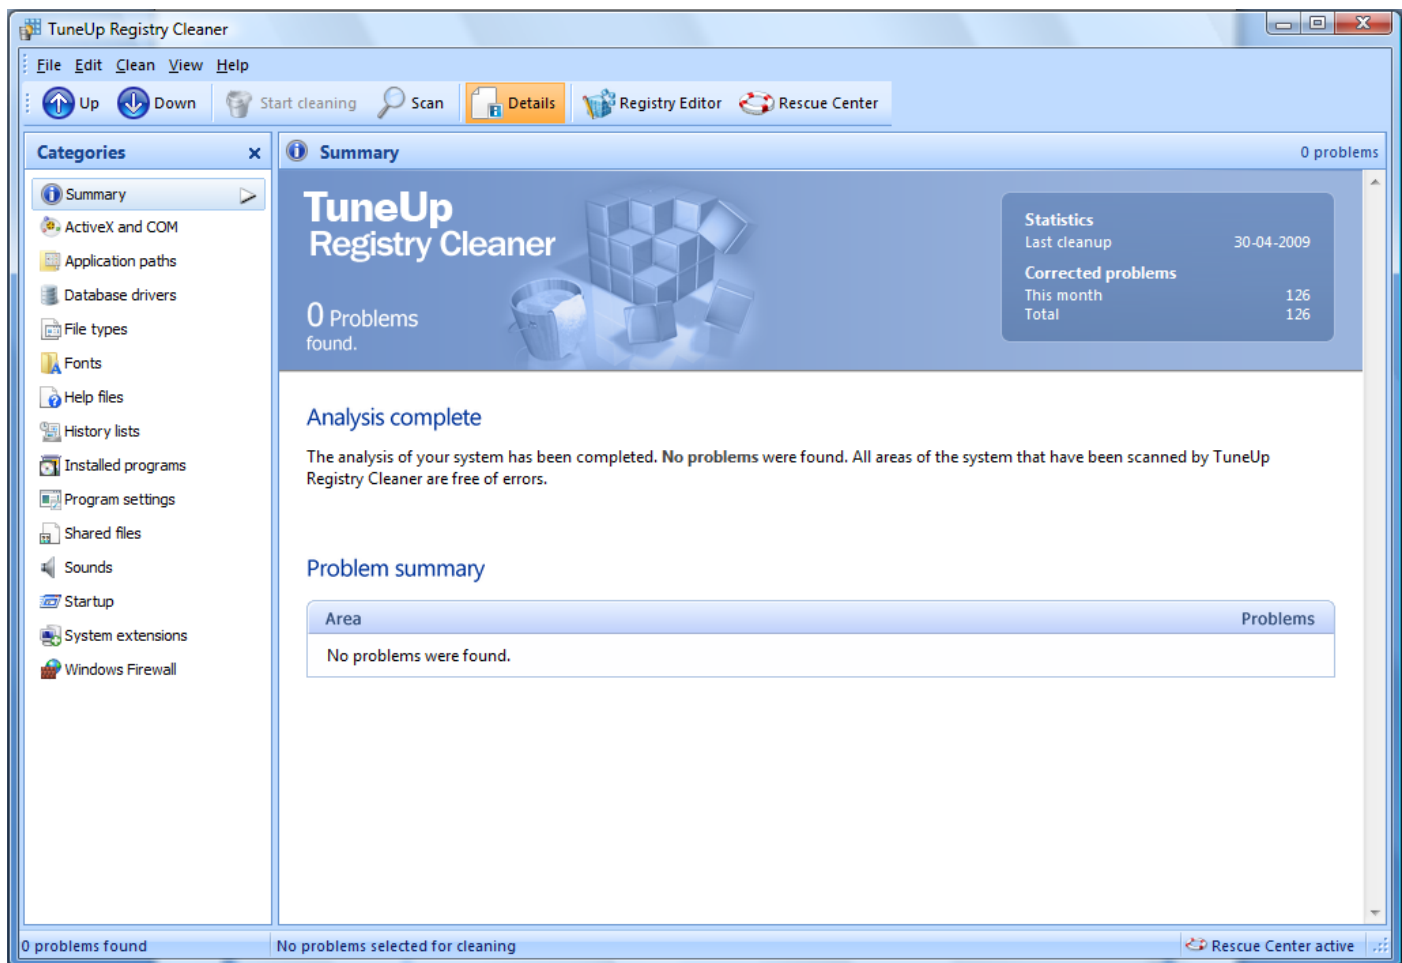 TuneUp Registry Cleaner
File Edit Clean View Help
Up Down Start cleaning Scan Details Registry Editor Rescue Center
Categories
Summary
ActiveX and COM
Application paths
Database drivers
File types
Fonts
Help files
History lists
Installed programs
Program settings
Shared files
Sounds
Startup
System extensions
Windows Firewall
Summary 0 problems
TuneUp
Registry Cleaner
0 Problems
found.
Statistics
Last cleanup 30-04-2009
Corrected problems
This month 126
Total 126
Analysis complete
The analysis of your system has been completed. No problems were found. All areas of the system that have been scanned by TuneUp
Registry Cleaner are free of errors.
Problem summary
Area Problems
No problems were found.
0 problems found No problems selected for cleaning Rescue Center active